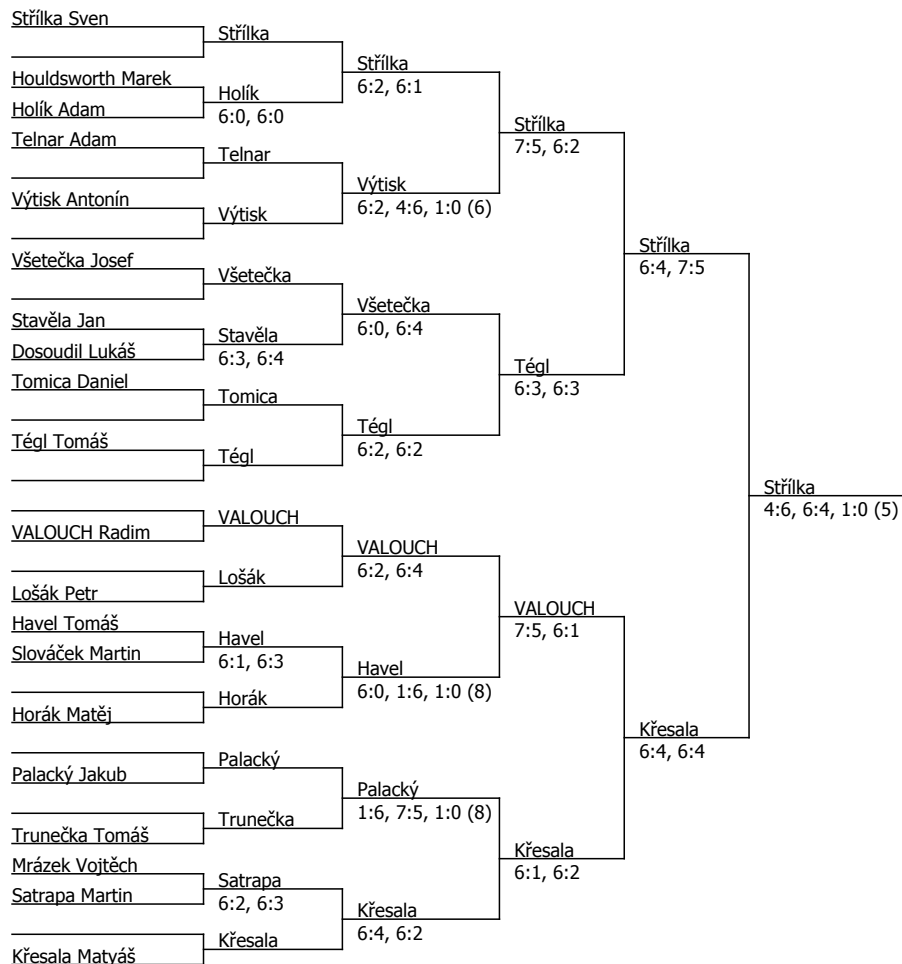 Střílka Sven
Střílka
Střílka
6:2, 6:1
Houldsworth Marek
Holík
6:0, 6:0
Holík Adam
Střílka
7:5, 6:2
Telnar Adam
Telnar
Výtisk
6:2, 4:6, 1:0 (6)
Výtisk Antonín
Výtisk
Střílka
6:4, 7:5
Všetečka Josef
Všetečka
Všetečka
6:0, 6:4
Stavěla Jan
Stavěla
6:3, 6:4
Dosoudil Lukáš
Tégl
6:3, 6:3
Tomica Daniel
Tomica
Tégl
6:2, 6:2
Tégl Tomáš
Tégl
Střílka
4:6, 6:4, 1:0 (5)
VALOUCH
VALOUCH Radim
VALOUCH
6:2, 6:4
Lošák
Lošák Petr
VALOUCH
7:5, 6:1
Havel Tomáš
Havel
6:1, 6:3
Slováček Martin
Havel
6:0, 1:6, 1:0 (8)
Horák
Horák Matěj
Křesala
6:4, 6:4
Palacký
Palacký Jakub
Palacký
1:6, 7:5, 1:0 (8)
Trunečka
Trunečka Tomáš
Křesala
6:1, 6:2
Mrázek Vojtěch
Satrapa
6:2, 6:3
Satrapa Martin
Křesala
6:4, 6:2
Křesala
Křesala Matyáš